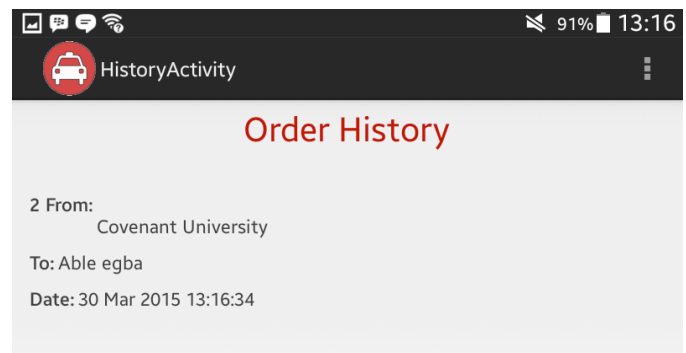 91% 13:16
HistoryActivity
Order History
2 From:
Covenant University
To: Able egba
Date: 30 Mar 2015 13:16:34